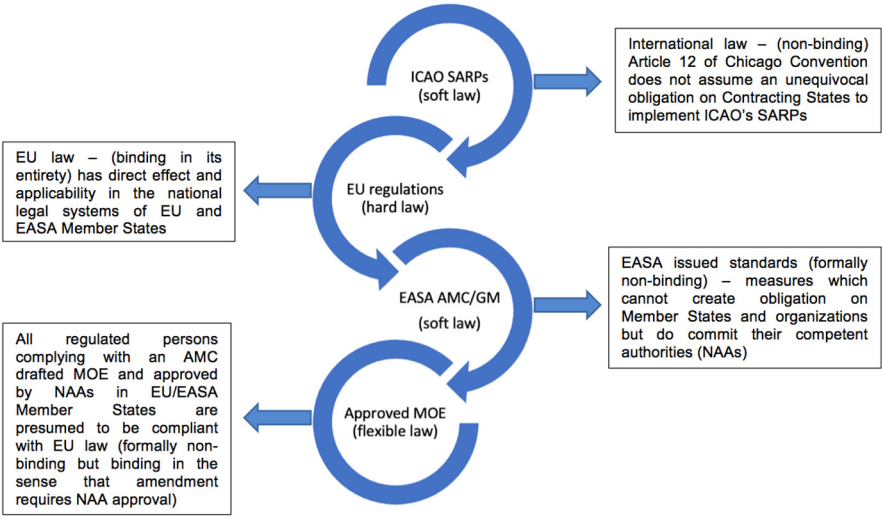 ICAO SARPs
(soft law)
International law – (non-binding)
Article 12 of Chicago Convention
does not assume an unequivocal
obligation on Contracting States to
implement ICAO's SARPs
EU law – (binding in its
entirety) has direct effect and
applicability in the national
legal systems of EU and
EASA Member States
EU regulations
(hard law)
EASA AMC/GM
(soft law)
EASA issued standards (formally
non-binding) – measures which
cannot create obligation on
Member States and organizations
but do commit their competent
authorities (NAAs)
All regulated persons
complying with an AMC
drafted MOE and approved
by NAAs in EU/EASA
Member States are
presumed to be compliant
with EU law (formally non-
binding but binding in the
sense that amendment
requires NAA approval)
Approved MOE
(flexible law)